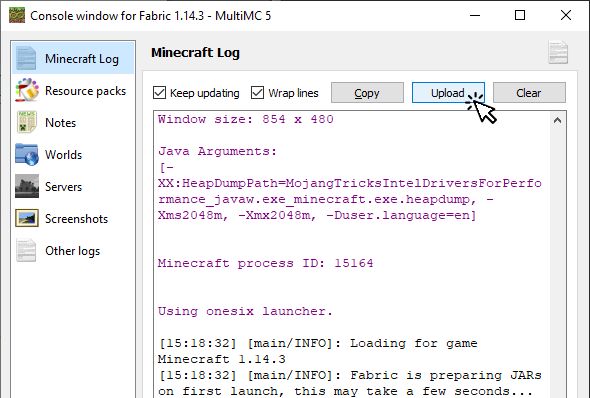 Console window for Fabric 1.14.3 - MultiMC 5
Minecraft Log
Resource packs
Notes
Worlds
Servers
Screenshots
Other logs
Minecraft Log
Keep updating Wrap lines Copy Upload Clear
Window size: 854 x 480
Java Arguments:
[-
XX:HeapDumpPath=MojangTricksIntelDriversForPerfo
rmance_javaw.exe_minecraft.exe.heapdump, -
Xms2048m, -Xmx2048m, -Duser.language=en]
Minecraft process ID: 15164
Using onesix launcher.
[15:18:32] [main/INFO]: Loading for game
Minecraft 1.14.3
[15:18:32] [main/INFO]: Fabric is preparing JARs
on first launch, this may take a few seconds...